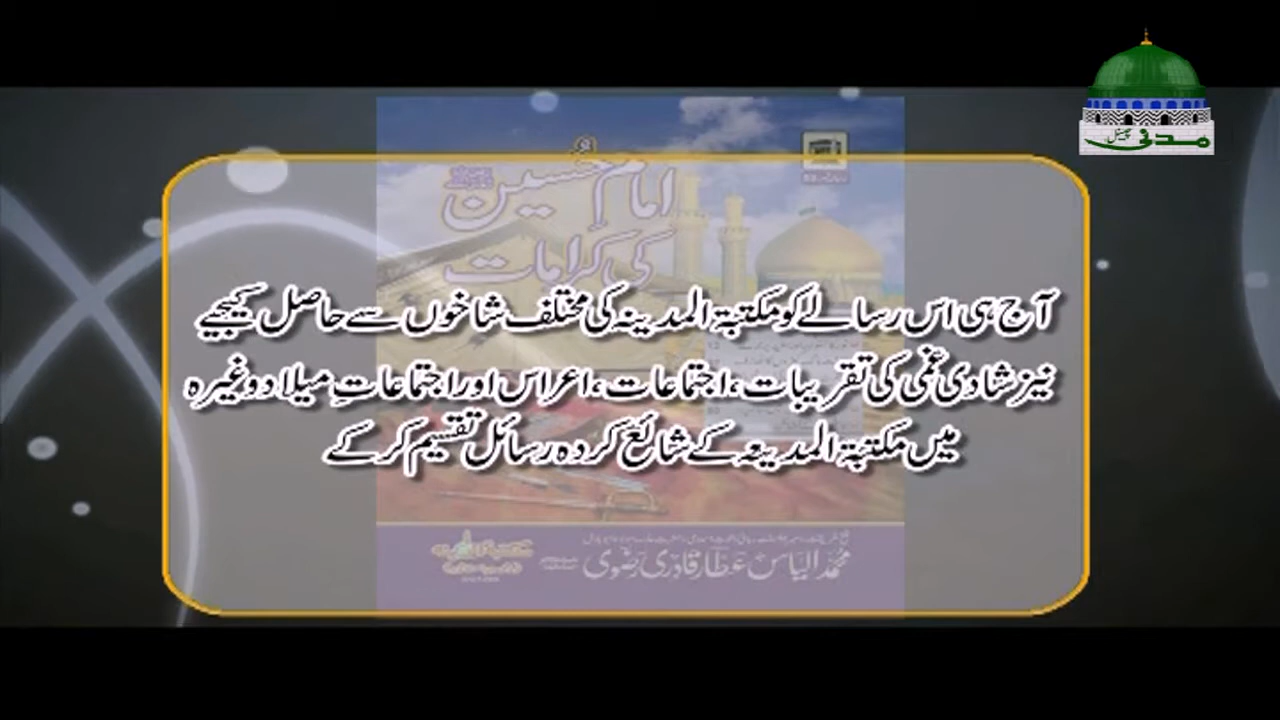 مدنی چینل
امام حسین
کی کرامات
آج ہی اس رسالے کو مکتبۃ المدینہ کی مختلف شاخوں سے حاصل کیجیے
نیز شادی غمی کی تقریبات، اجتماعات، اعراس اور اجتماعاتِ میلاد وغیرہ
میں مکتبۃ المدینہ کے شائع کردہ رسائل تقسیم کر کے
محمد الیاس عطار قادری رضوی